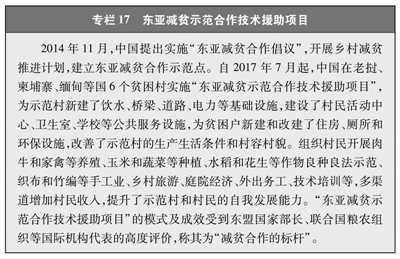 专栏 17　东亚减贫示范合作技术援助项目
2014 年 11 月，中国提出实施“东亚减贫合作倡议”，开展乡村减贫
推进计划，建立东亚减贫合作示范点。自 2017 年 7 月起，中国在老挝、
柬埔寨、缅甸等国 6 个贫困村实施“东亚减贫示范合作技术援助项目”，
为示范村新建了饮水、桥梁、道路、电力等基础设施，建设了村民活动中
心、卫生室、学校等公共服务设施，为贫困户新建和改建了住房、厕所和
环保设施，改善了示范村的生产生活条件和村容村貌。组织村民开展肉
牛和家禽等养殖、玉米和蔬菜等种植、水稻和花生等作物良种良法示范、
织布和竹编等手工业、乡村旅游、庭院经济、外出务工、技术培训等，多渠
道增加村民收入，提升了示范村和村民的自我发展能力。“东亚减贫示
范合作技术援助项目”的模式及成效受到东盟国家部长、联合国粮农组
织等国际机构代表的高度评价，称其为“减贫合作的标杆”。